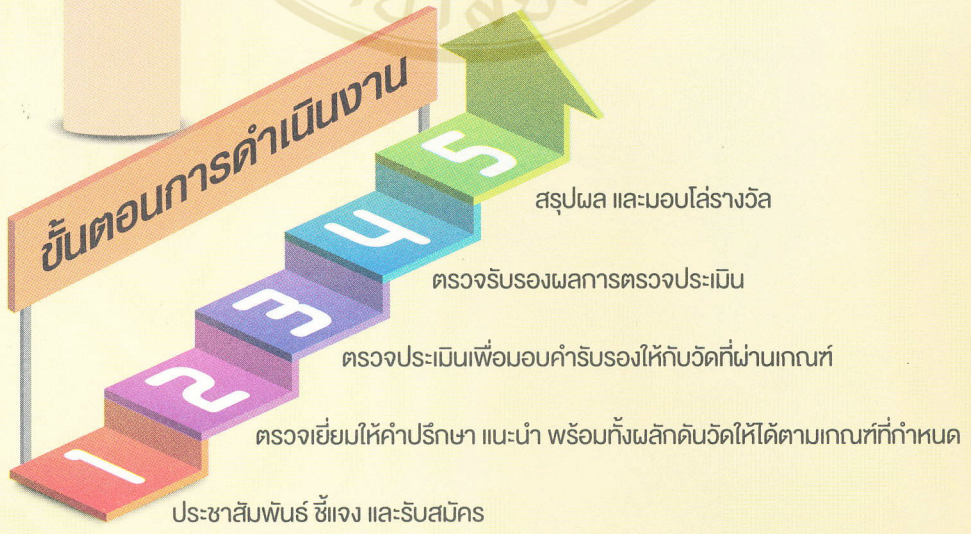 ขั้นตอนการดำเนินงาน
5
สรุปผล และมอบโล่รางวัล
4
ตรวจรับรองผลการตรวจประเมิน
3
ตรวจประเมินเพื่อมอบคำรับรองให้กับวัดที่ผ่านเกณฑ์
2
ตรวจเยี่ยมให้คำปรึกษา แนะนำ พร้อมทั้งผลักดันวัดให้ได้ตามเกณฑ์ที่กำหนด
1
ประชาสัมพันธ์ ชี้แจง และรับสมัคร